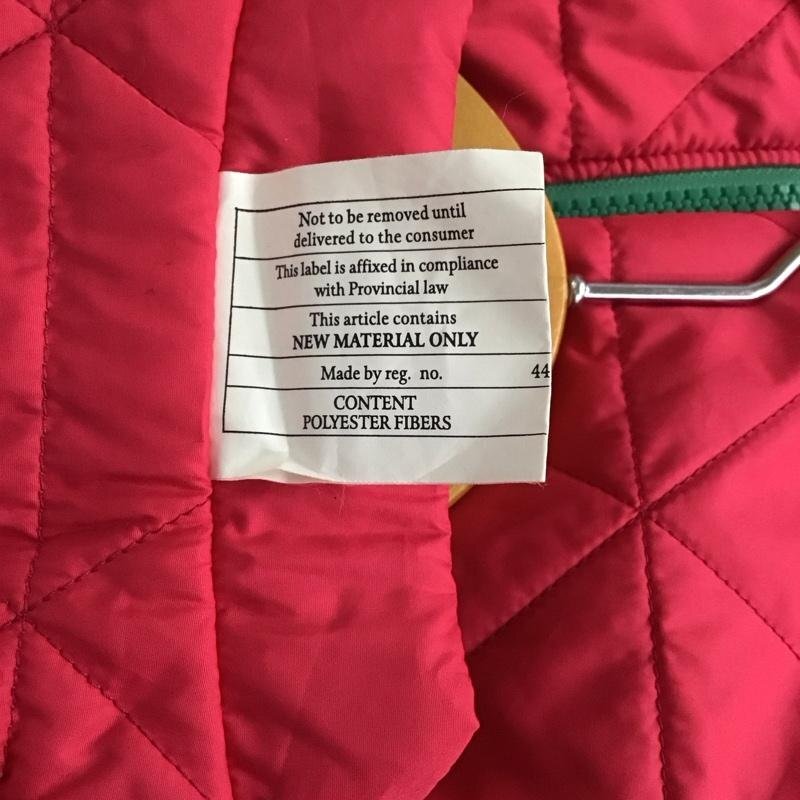 Not to be removed until
delivered to the consumer
This label is affixed in compliance
with Provincial law
This article contains
NEW MATERIAL ONLY
Made by reg. no. 44
CONTENT
POLYESTER FIBERS